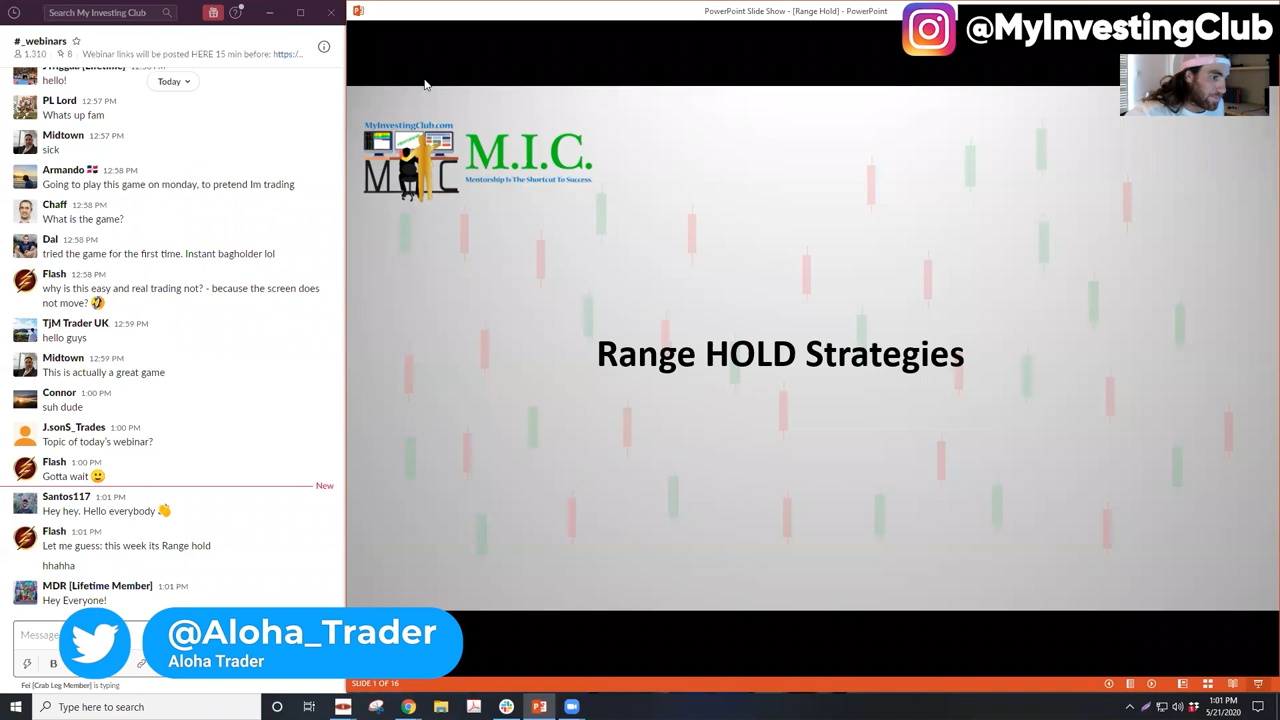 Search My Investing Club
#_webinars
1,310
8
Webinar links will be posted HERE 15 min before: https:/...
hello!
Today
PL Lord 12:57 PM
Whats up fam
Midtown 12:57 PM
sick
Armando 12:58 PM
Going to play this game on monday, to pretend Im trading
Chaff 12:58 PM
What is the game?
Dal 12:58 PM
tried the game for the first time. Instant bagholder lol
Flash 12:58 PM
why is this easy and real trading not? - because the screen does
not move?
TjM Trader UK 12:59 PM
hello guys
Midtown 12:59 PM
This is actually a great game
Connor 1:00 PM
suh dude
J.sonS_Trades 1:00 PM
Topic of today's webinar?
Flash 1:00 PM
Gotta wait
New
Santos117 1:01 PM
Hey hey. Hello everybody
Flash 1:01 PM
Let me guess: this week its Range hold
hhahha
MDR [Lifetime Member] 1:01 PM
Hey Everyone!
Message
B
Fei [Crab Leg Member] is typing
@Aloha_Trader
Aloha Trader
PowerPoint Slide Show - [Range Hold] - PowerPoint
@MyInvestingClub
MyInvestingClub.com
MIC
M.I.C.
Mentorship Is The Shortcut To Success.
Range HOLD Strategies
SLIDE 1 OF 16
Type here to search
1:01 PM
5/21/2020